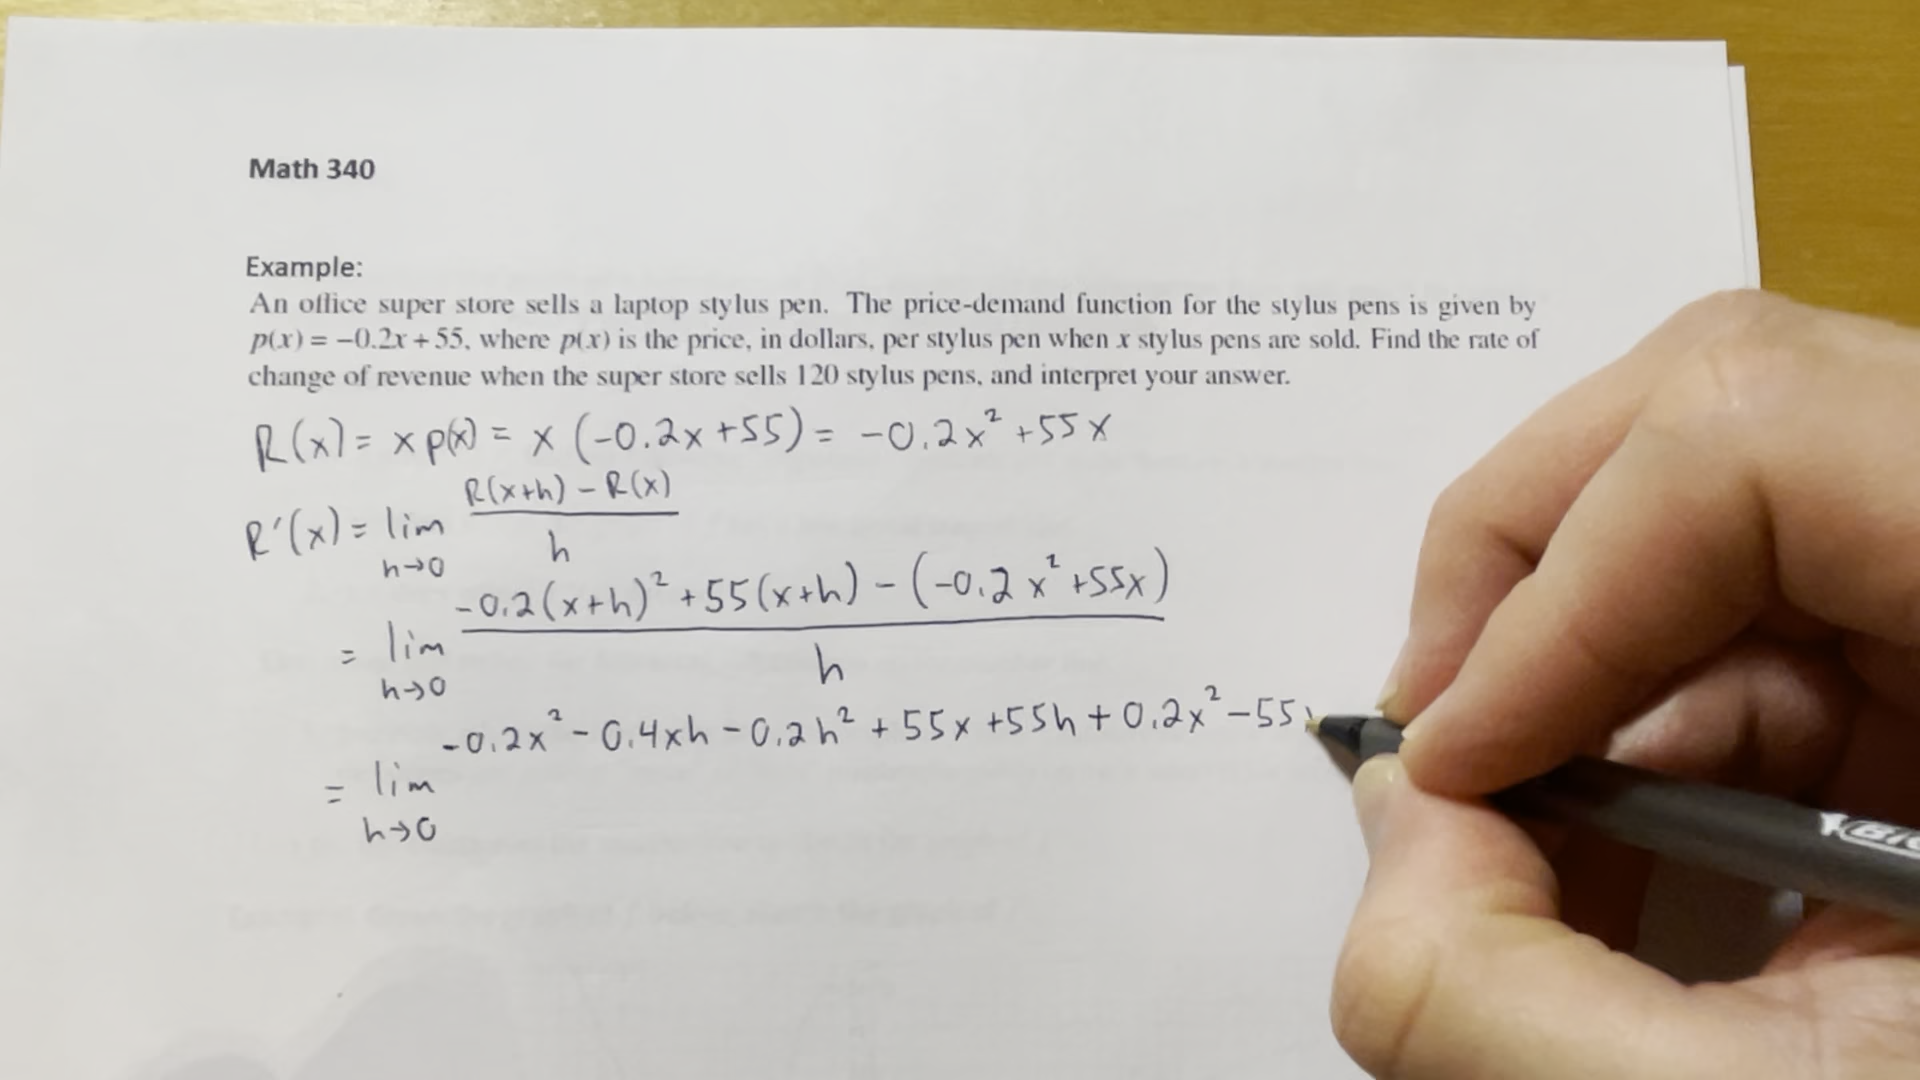 Math 340
Example:
An office super store sells a laptop stylus pen. The price-demand function for the stylus pens is given by
p(x) = −0.2x + 55, where p(x) is the price, in dollars, per stylus pen when x stylus pens are sold. Find the rate of
change of revenue when the super store sells 120 stylus pens, and interpret your answer.
R(x) = x p(x) = x (-0.2x +55) = -0.2x² +55x
R'(x) = lim R(x+h) - R(x)
h→0 h
-0.2(x+h)² +55(x+h) - (-0.2x² +55x)
= lim
h→0 h
-0.2x² - 0.4xh - 0.2h² + 55x +55h + 0.2x² -55
= lim
h→0
BIC